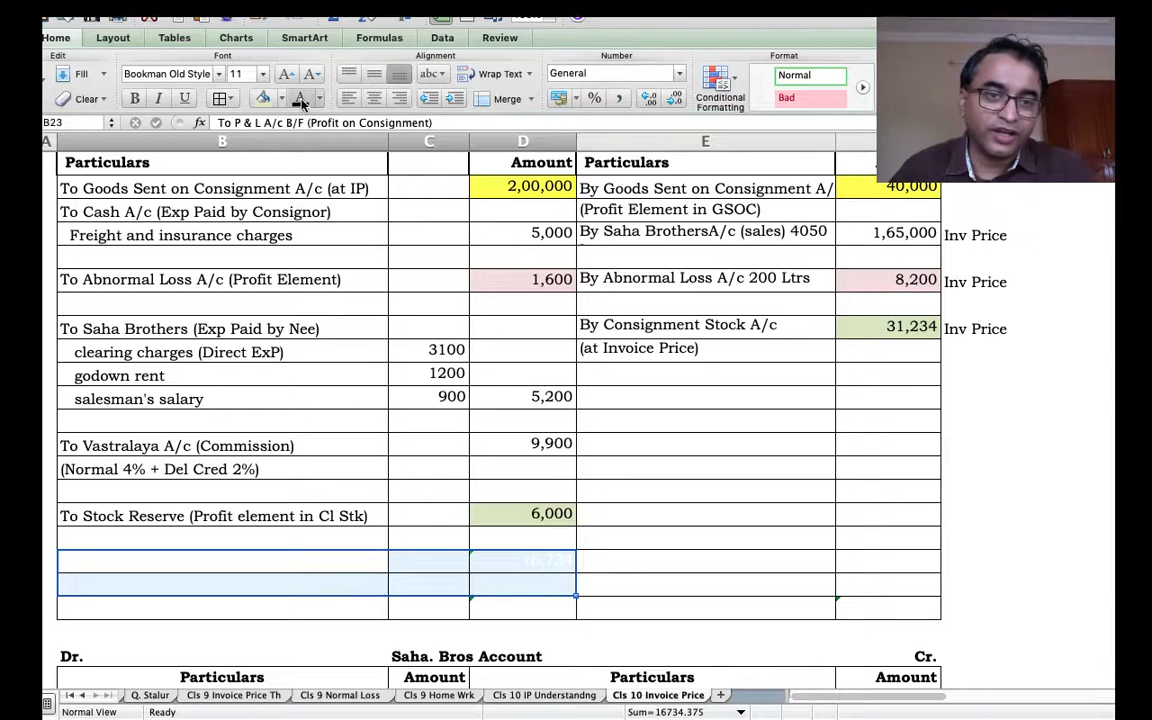 Home Layout Tables Charts SmartArt Formulas Data Review
Edit Font Alignment Number Format
Fill Bookman Old Style 11 A A abc Wrap Text General Normal
Clear B I U A Merge % Conditional Formatting Bad
B23 fx To P & L A/c B/F (Profit on Consignment)
A B C D E
Particulars Amount Particulars
To Goods Sent on Consignment A/c (at IP) 2,00,000 By Goods Sent on Consignment A/ 40,000
To Cash A/c (Exp Paid by Consignor) (Profit Element in GSOC)
Freight and insurance charges 5,000 By Saha BrothersA/c (sales) 4050 1,65,000 Inv Price
To Abnormal Loss A/c (Profit Element) 1,600 By Abnormal Loss A/c 200 Ltrs 8,200 Inv Price
To Saha Brothers (Exp Paid by Nee) By Consignment Stock A/c 31,234 Inv Price
clearing charges (Direct ExP) 3100 (at Invoice Price)
godown rent 1200
salesman's salary 900 5,200
To Vastralaya A/c (Commission) 9,900
(Normal 4% + Del Cred 2%)
To Stock Reserve (Profit element in Cl Stk) 6,000
Dr. Saha. Bros Account Cr.
Particulars Amount Particulars Amount
Q. Stalur Cls 9 Invoice Price Th Cls 9 Normal Loss Cls 9 Home Wrk Cls 10 IP Understandng Cls 10 Invoice Price
Normal View Ready Sum=16734.375